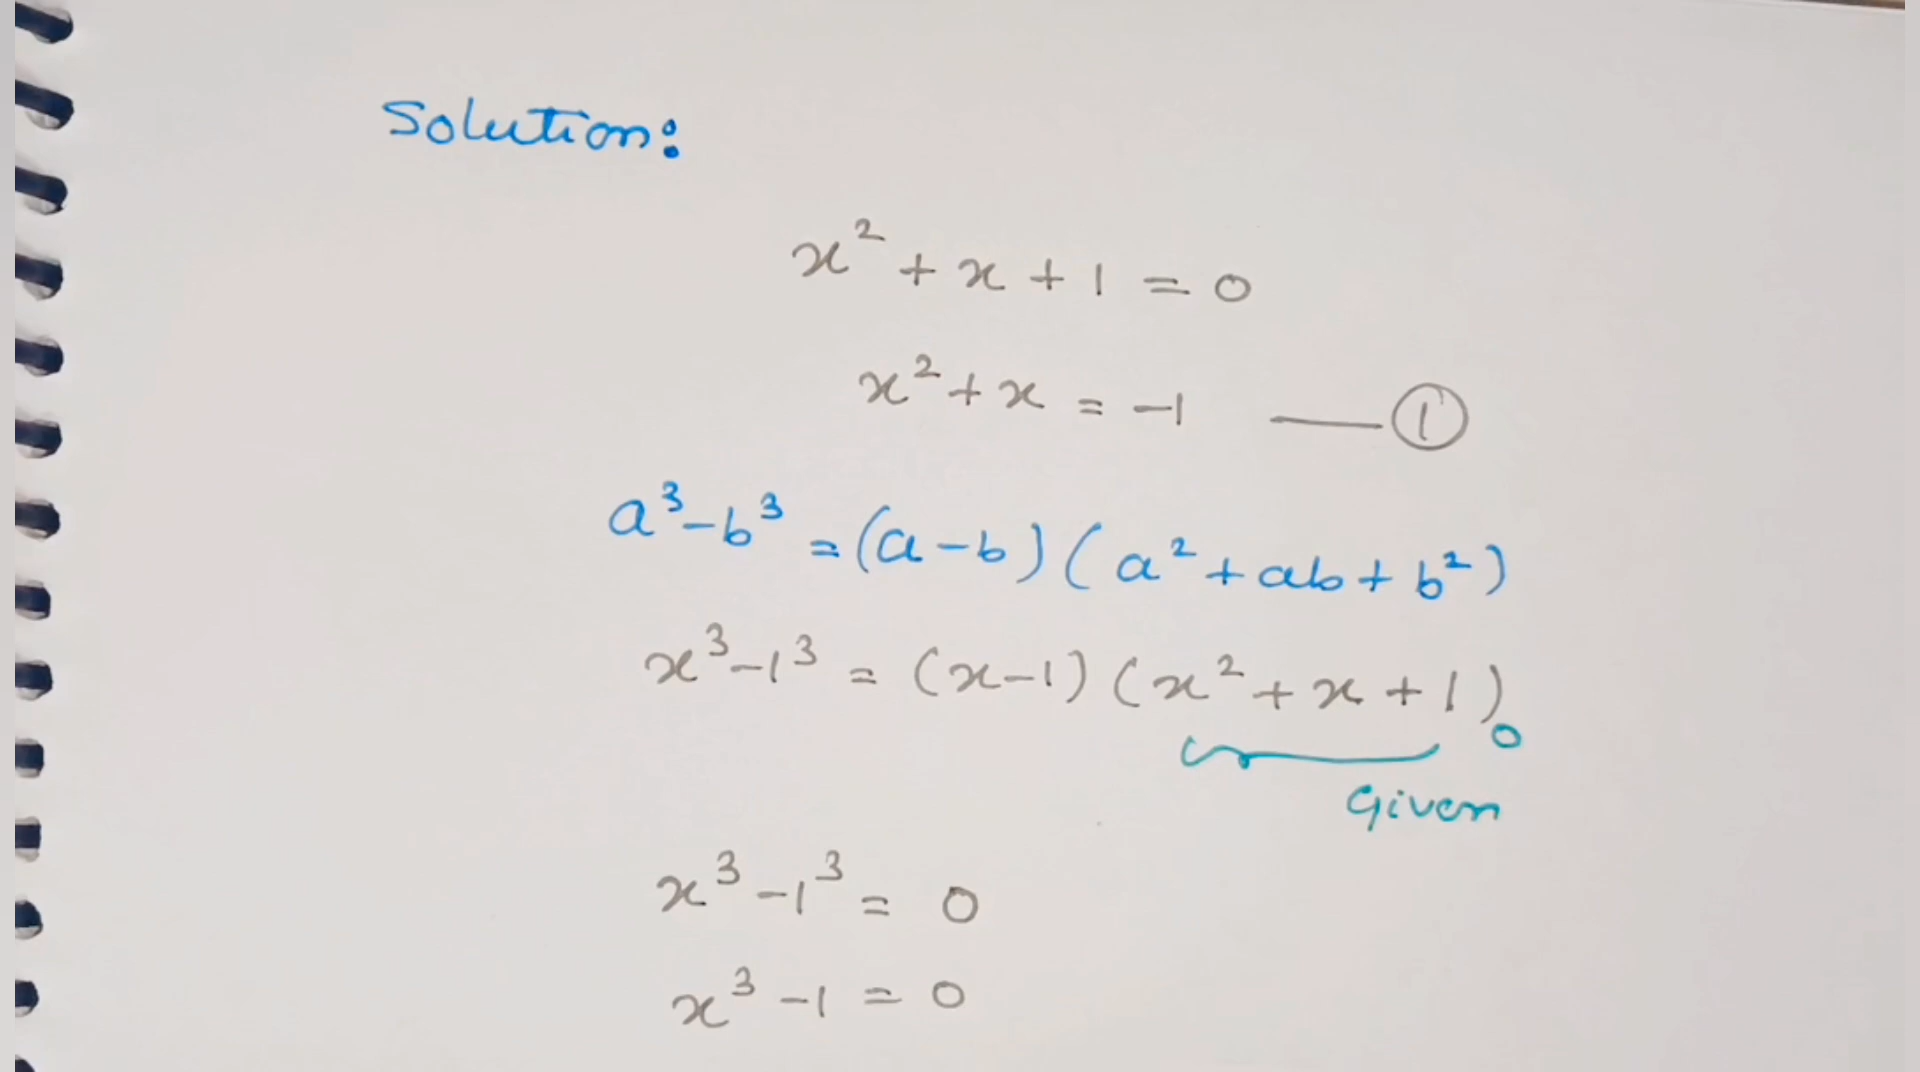 Solution:
x² + x + 1 = 0
x² + x = -1 —— ①
a³-b³ = (a-b) (a² + ab + b²)
x³-1³ = (x-1) (x² + x + 1)
0
Given
x³ -1³ = 0
x³ -1 = 0